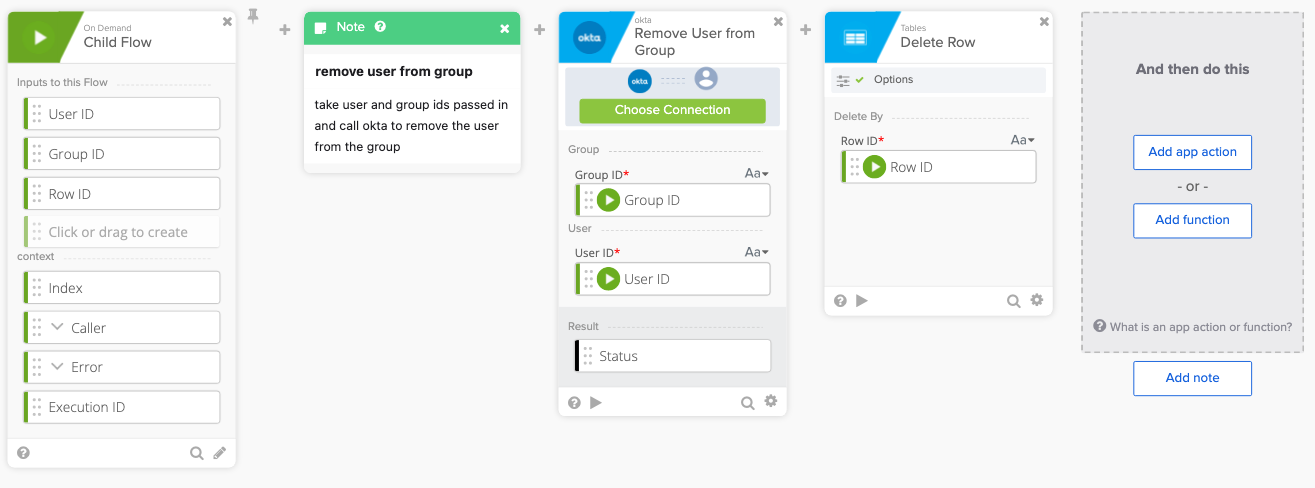 On Demand
Child Flow
Inputs to this Flow
User ID
Group ID
Row ID
Click or drag to create
context
Index
Caller
Error
Execution ID
Note
remove user from group
take user and group ids passed in
and call okta to remove the user
from the group
okta
okta
Remove User from
Group
okta
Choose Connection
Group
Group ID*
Aa
Group ID
User
User ID*
Aa
User ID
Result
Status
Tables
Delete Row
Options
Delete By
Row ID*
Aa
Row ID
And then do this
Add app action
- or -
Add function
What is an app action or function?
Add note